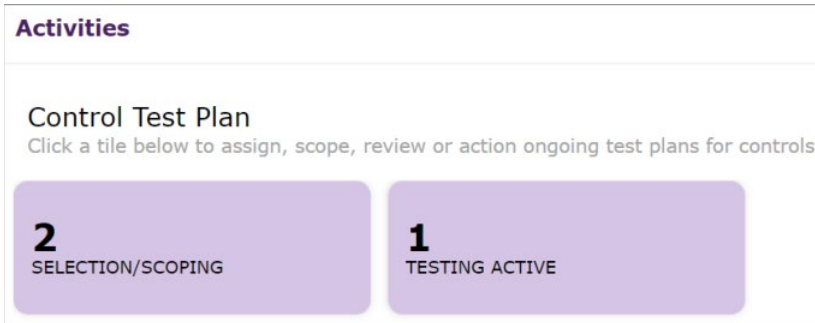 Activities
Control Test Plan
Click a tile below to assign, scope, review or action ongoing test plans for controls
2
SELECTION/SCOPING
1
TESTING ACTIVE